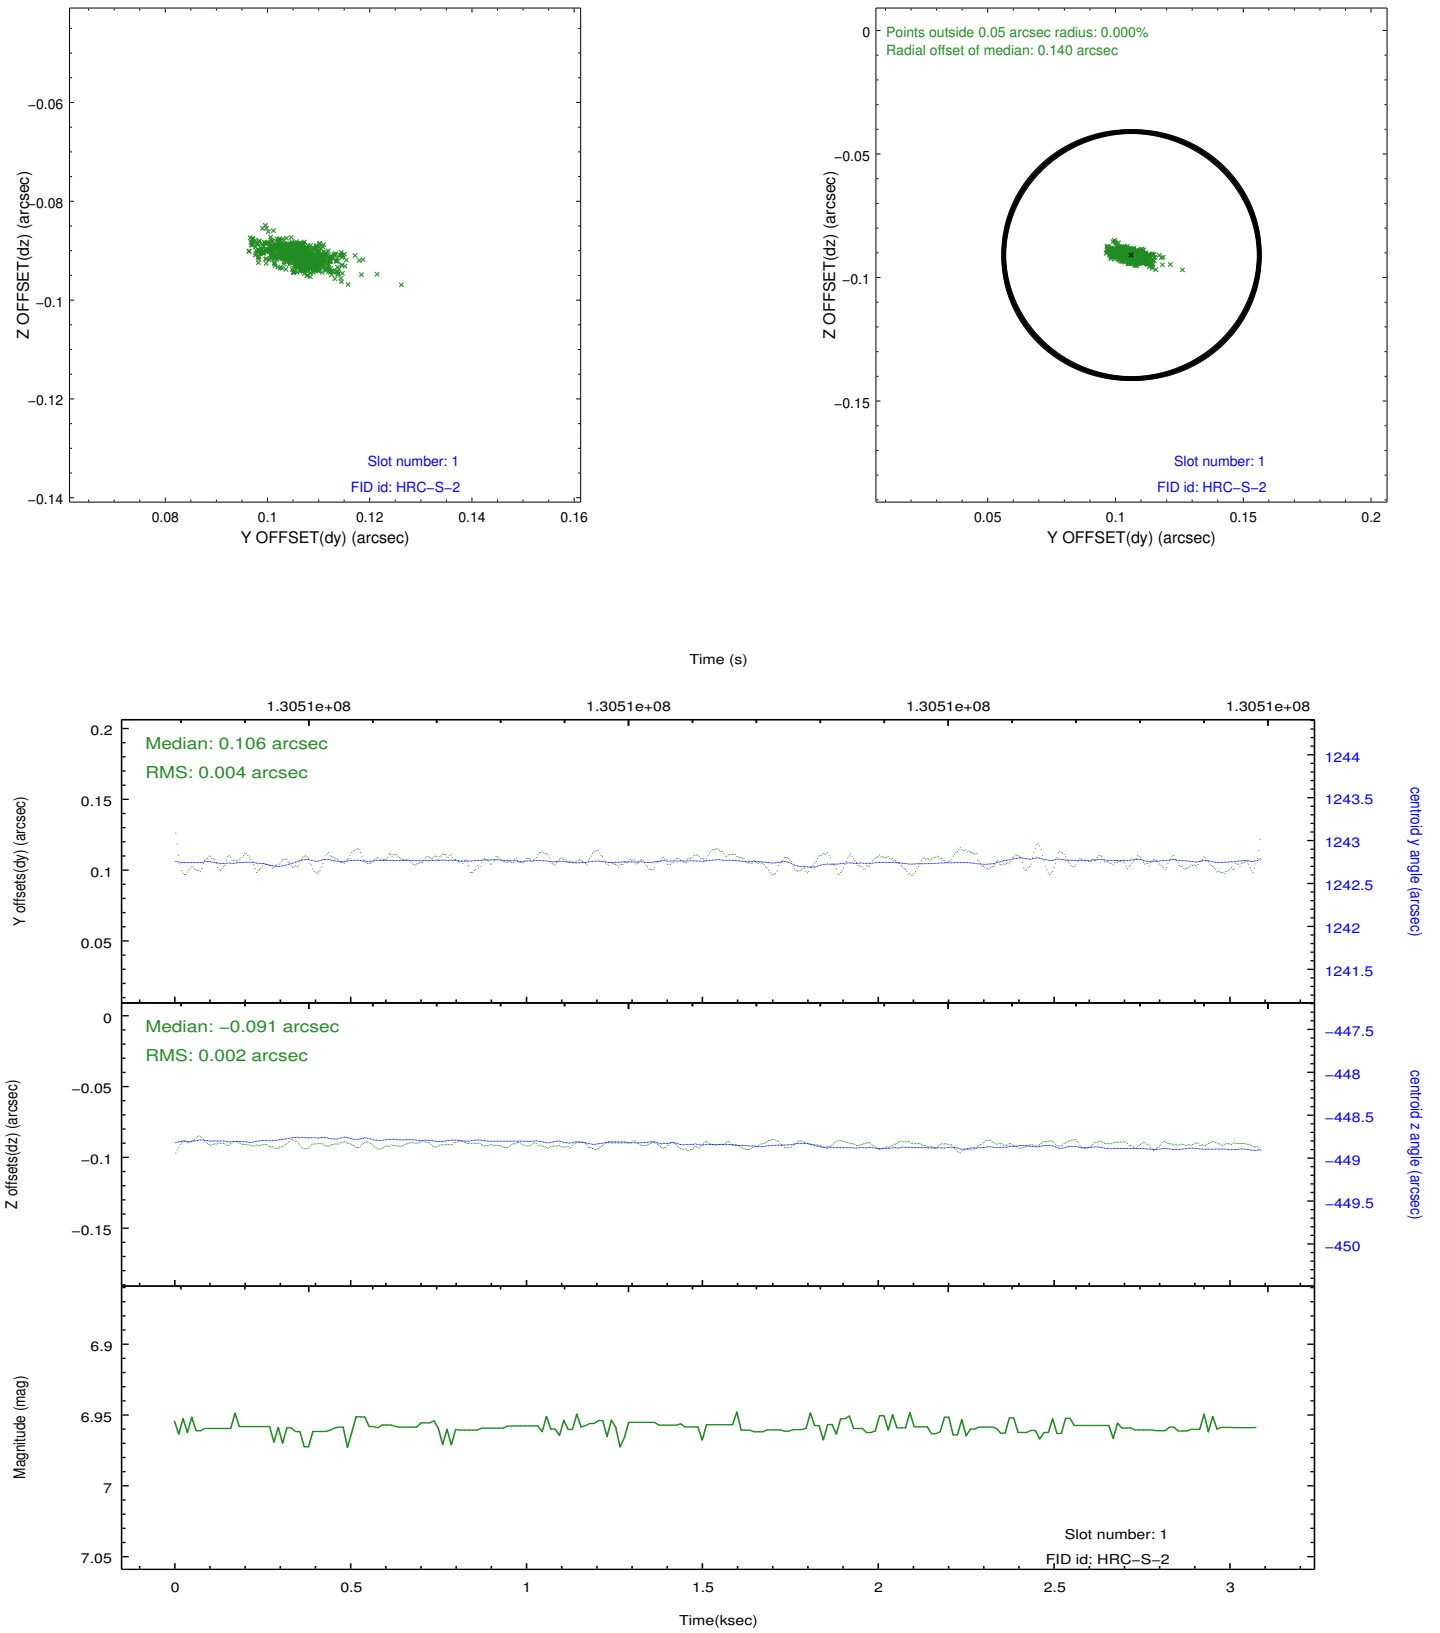 Z OFFSET(dz) (arcsec)
−0.06
−0.08
−0.1
−0.12
−0.14
0.08
0.1
0.12
0.14
0.16
Y OFFSET(dy) (arcsec)
Slot number: 1
FID id: HRC−S−2
Points outside 0.05 arcsec radius: 0.000%
Radial offset of median: 0.140 arcsec
Z OFFSET(dz) (arcsec)
0
−0.05
−0.1
−0.15
0.05
0.1
0.15
0.2
Y OFFSET(dy) (arcsec)
Slot number: 1
FID id: HRC−S−2
Time (s)
1.3051e+08
1.3051e+08
1.3051e+08
1.3051e+08
Median: 0.106 arcsec
RMS: 0.004 arcsec
Y offsets(dy) (arcsec)
0.2
0.15
0.1
0.05
1244
1243.5
1243
1242.5
1242
1241.5
centroid y angle (arcsec)
Median: −0.091 arcsec
RMS: 0.002 arcsec
Z offsets(dz) (arcsec)
0
−0.05
−0.1
−0.15
−447.5
−448
−448.5
−449
−449.5
−450
centroid z angle (arcsec)
Magnitude (mag)
6.9
6.95
7
7.05
Slot number: 1
FID id: HRC−S−2
0
0.5
1
1.5
2
2.5
3
Time(ksec)